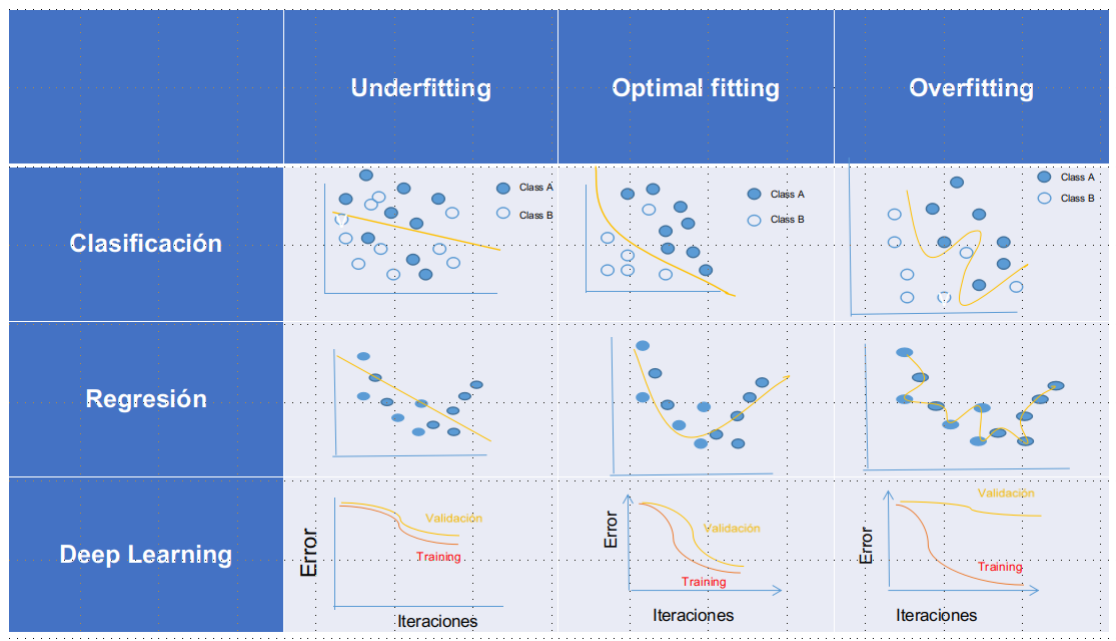 Underfitting
Optimal fitting
Overfitting
Clasificación
Class A
Class B
Class A
Class B
Class A
Class B
Regresión
Deep Learning
Error
Validación
Training
Iteraciones
Error
Validación
Training
Iteraciones
Error
Validación
Training
Iteraciones